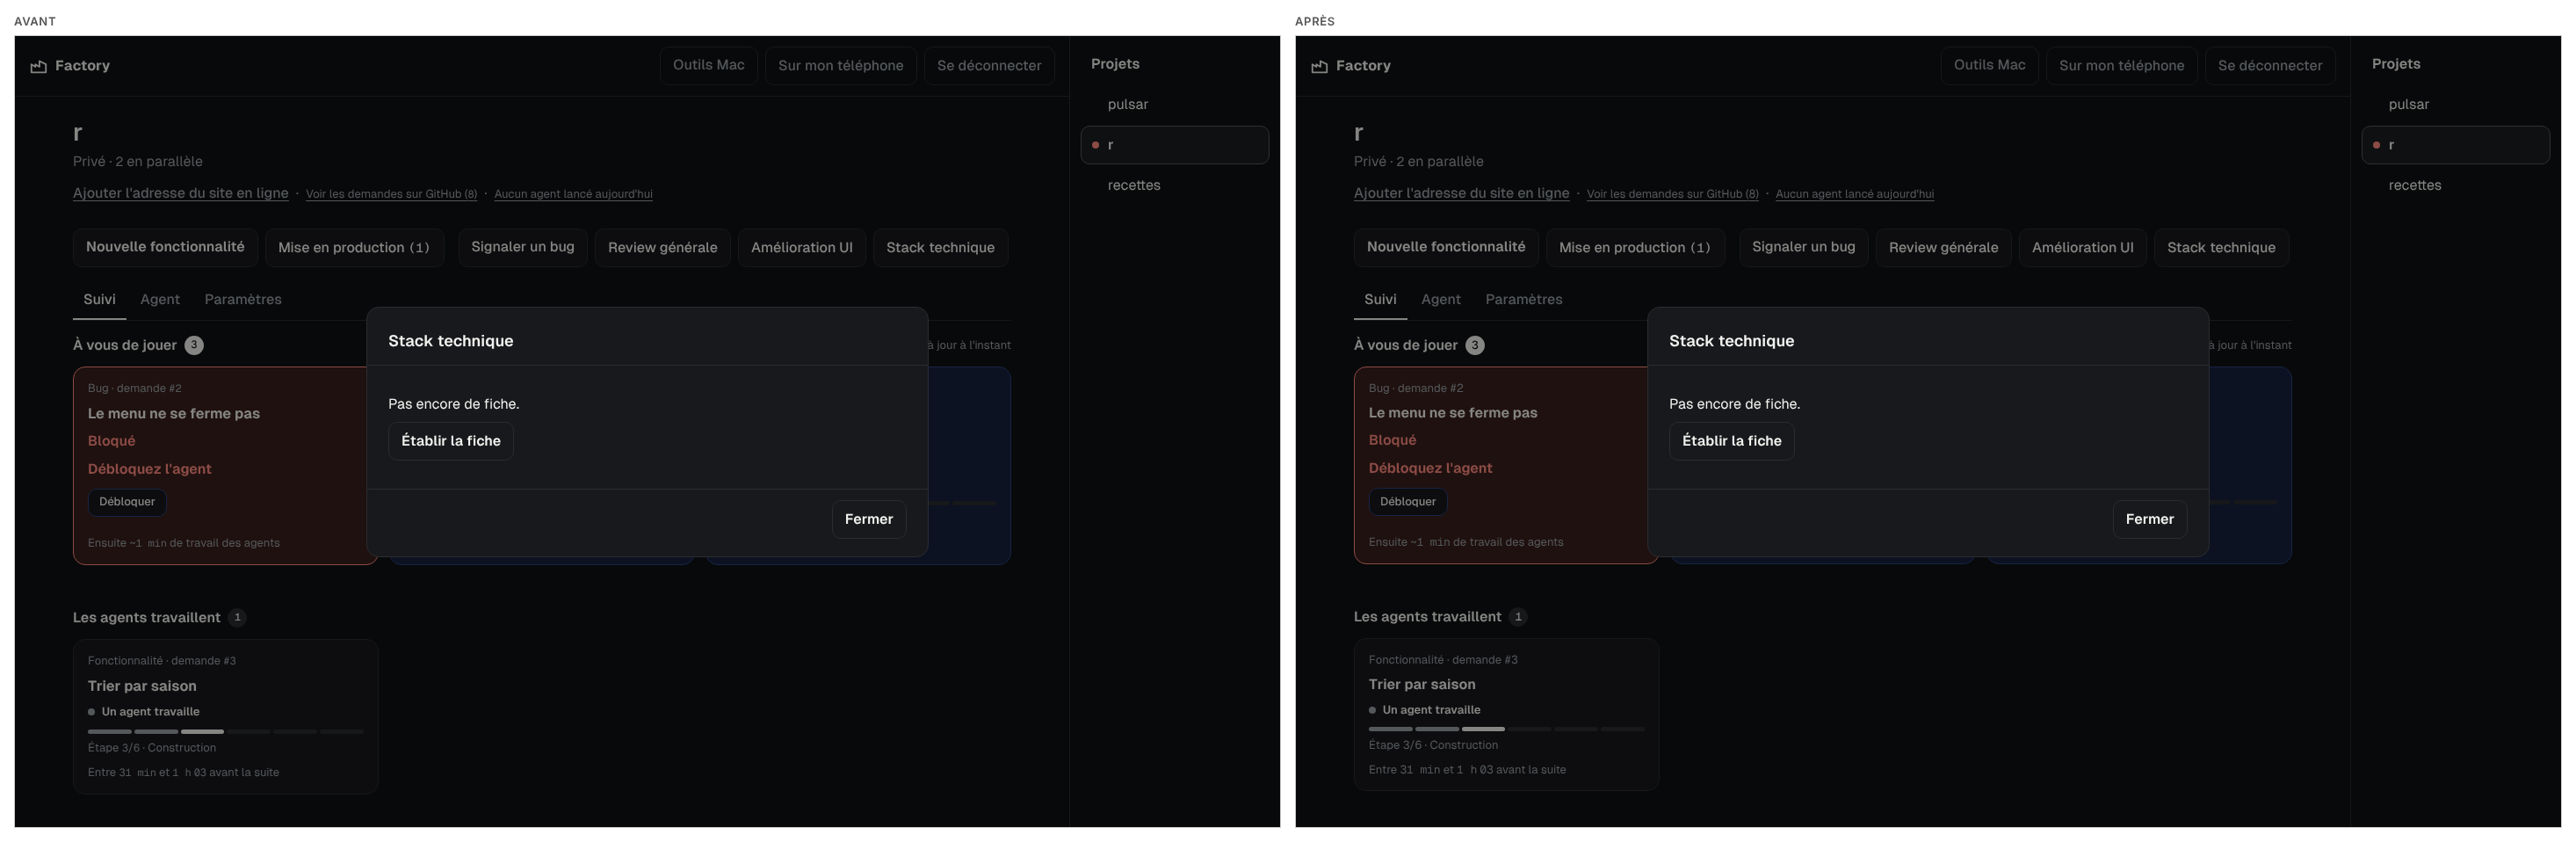 AVANT
Factory
Outils Mac
Sur mon téléphone
Se déconnecter
Projets
pulsar
r
recettes
r
Privé · 2 en parallèle
Ajouter l'adresse du site en ligne · Voir les demandes sur GitHub (8) · Aucun agent lancé aujourd'hui
Nouvelle fonctionnalité
Mise en production (1)
Signaler un bug
Review générale
Amélioration UI
Stack technique
Suivi
Agent
Paramètres
À vous de jouer 3
à jour à l'instant
Bug · demande #2
Le menu ne se ferme pas
Bloqué
Débloquez l'agent
Débloquer
Ensuite ~1 min de travail des agents
Stack technique
Pas encore de fiche.
Établir la fiche
Fermer
Les agents travaillent 1
Fonctionnalité · demande #3
Trier par saison
Un agent travaille
Étape 3/6 · Construction
Entre 31 min et 1 h 03 avant la suite
APRÈS
Factory
Outils Mac
Sur mon téléphone
Se déconnecter
Projets
pulsar
r
recettes
r
Privé · 2 en parallèle
Ajouter l'adresse du site en ligne · Voir les demandes sur GitHub (8) · Aucun agent lancé aujourd'hui
Nouvelle fonctionnalité
Mise en production (1)
Signaler un bug
Review générale
Amélioration UI
Stack technique
Suivi
Agent
Paramètres
À vous de jouer 3
à jour à l'instant
Bug · demande #2
Le menu ne se ferme pas
Bloqué
Débloquez l'agent
Débloquer
Ensuite ~1 min de travail des agents
Stack technique
Pas encore de fiche.
Établir la fiche
Fermer
Les agents travaillent 1
Fonctionnalité · demande #3
Trier par saison
Un agent travaille
Étape 3/6 · Construction
Entre 31 min et 1 h 03 avant la suite